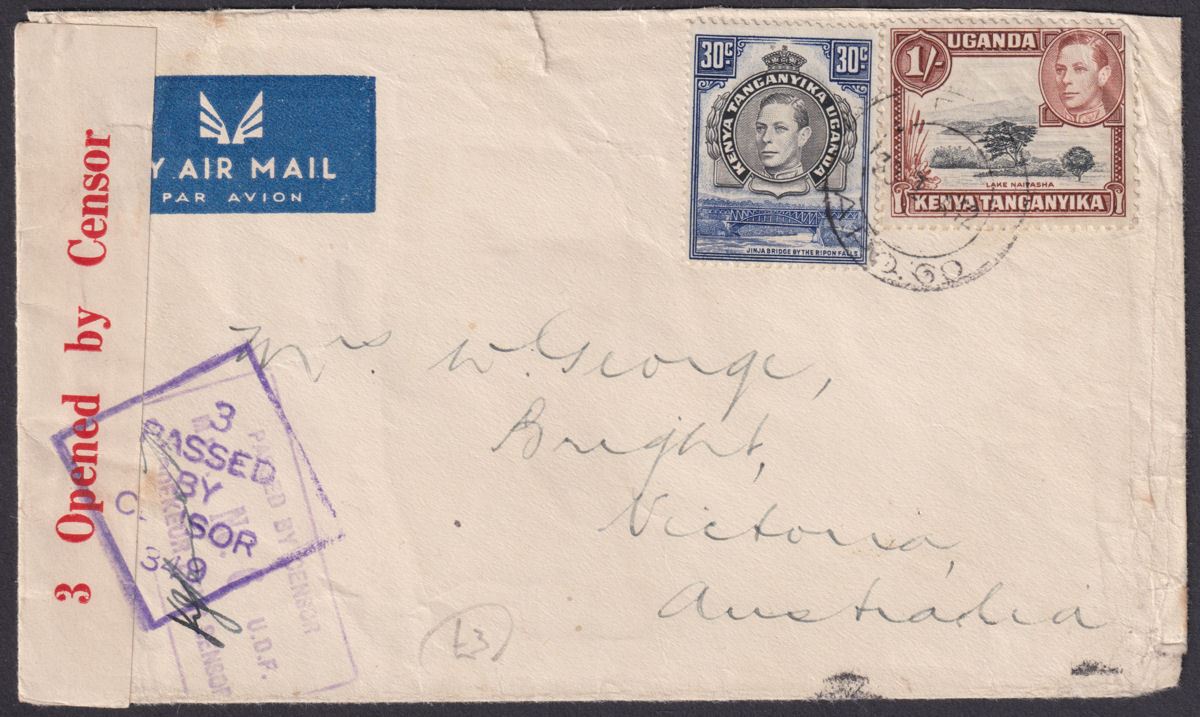 3 Opened by Censor
Y AIR MAIL
PAR AVION
30c 30c
KENYA TANGANYIKA UGANDA
JINJA BRIDGE BY THE RIPON FALLS
1/-
UGANDA
LAKE NAIVASHA
KENYA TANGANYIKA
Mrs W. George,
Bright,
Victoria,
Australia
3
PASSED
BY
CENSOR
349
BY CENSOR
U.D.F.
L3